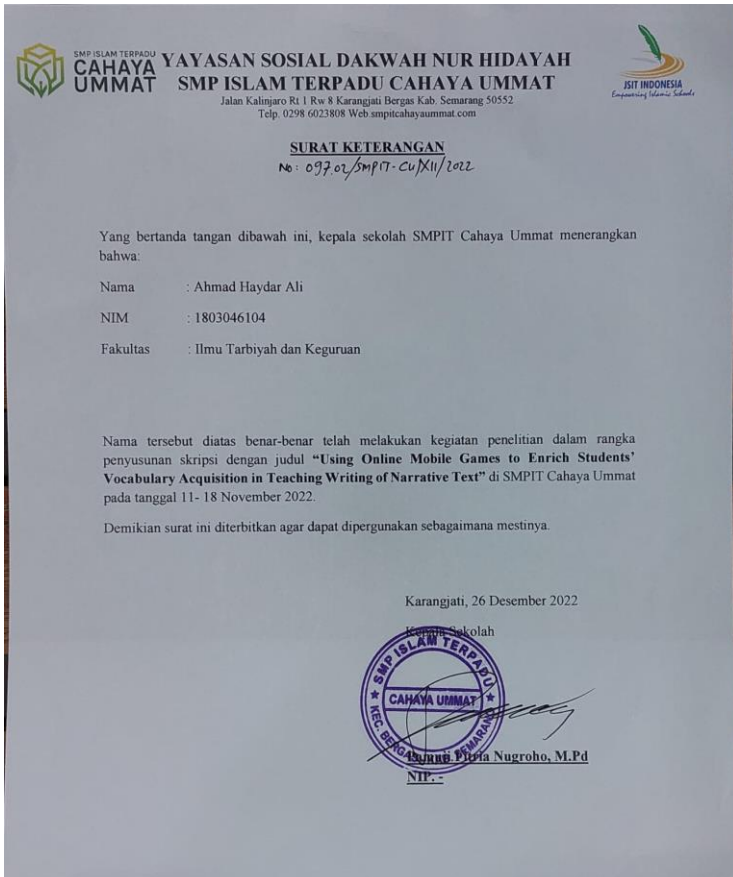 SMP ISLAM TERPADU
CAHAYA
UMMAT
YAYASAN SOSIAL DAKWAH NUR HIDAYAH
SMP ISLAM TERPADU CAHAYA UMMAT
Jalan Kalinjaro Rt 1 Rw 8 Karangjati Bergas Kab. Semarang 50552
Telp. 0298 6023808 Web.smpitcahayaummat.com
JSIT INDONESIA
Empowering Islamic Schools
SURAT KETERANGAN
No : 097.02/SMPIT-CU/XII/2022
Yang bertanda tangan dibawah ini, kepala sekolah SMPIT Cahaya Ummat menerangkan
bahwa:
Nama : Ahmad Haydar Ali
NIM : 1803046104
Fakultas : Ilmu Tarbiyah dan Keguruan
Nama tersebut diatas benar-benar telah melakukan kegiatan penelitian dalam rangka
penyusunan skripsi dengan judul “Using Online Mobile Games to Enrich Students’
Vocabulary Acquisition in Teaching Writing of Narrative Text” di SMPIT Cahaya Ummat
pada tanggal 11- 18 November 2022.
Demikian surat ini diterbitkan agar dapat dipergunakan sebagaimana mestinya.
Karangjati, 26 Desember 2022
Kepala Sekolah
SMP ISLAM TERPADU
CAHAYA UMMAT
KEC. BERGAS SEMARANG
Nugroho, M.Pd
NIP. -